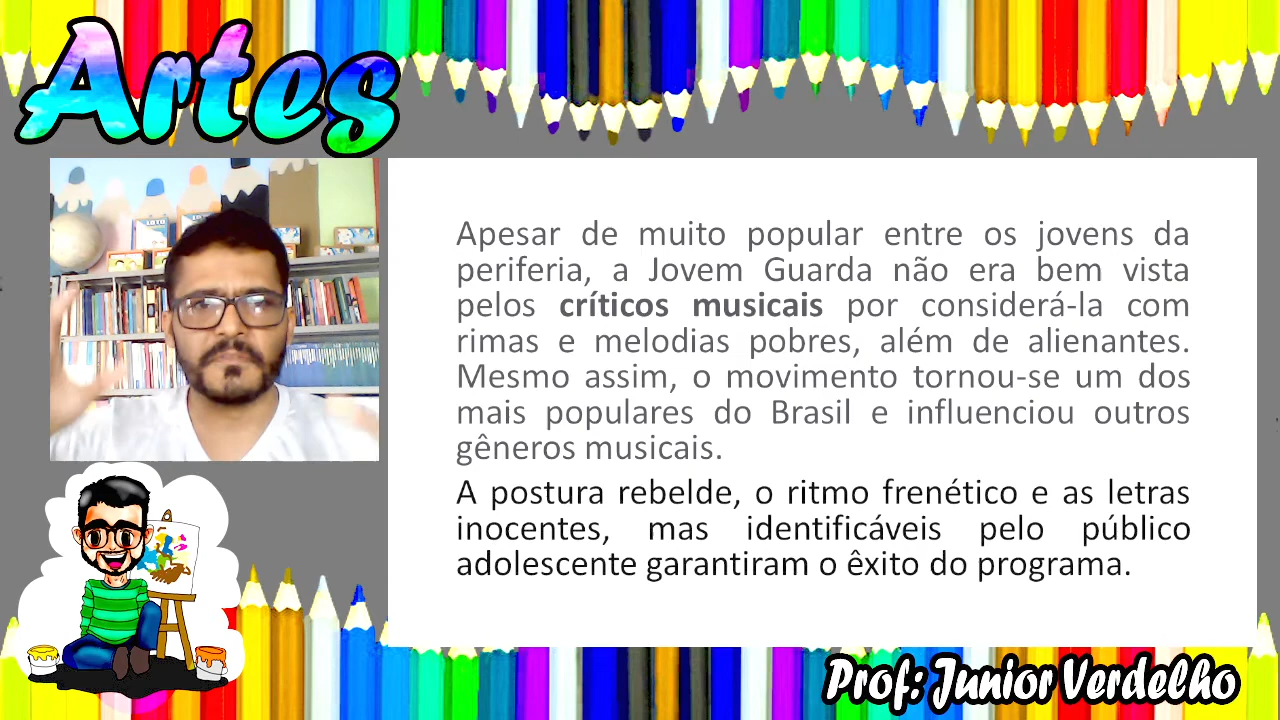 Artes
Apesar de muito popular entre os jovens da
periferia, a Jovem Guarda não era bem vista
pelos críticos musicais por considerá-la com
rimas e melodias pobres, além de alienantes.
Mesmo assim, o movimento tornou-se um dos
mais populares do Brasil e influenciou outros
gêneros musicais.
A postura rebelde, o ritmo frenético e as letras
inocentes, mas identificáveis pelo público
adolescente garantiram o êxito do programa.
Prof: Junior Verdelho